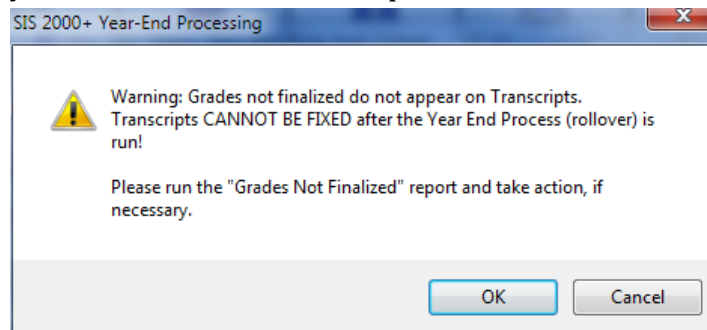 SIS 2000+ Year-End Processing
Warning: Grades not finalized do not appear on Transcripts.
Transcripts CANNOT BE FIXED after the Year End Process (rollover) is
run!
Please run the "Grades Not Finalized" report and take action, if
necessary.
OK Cancel